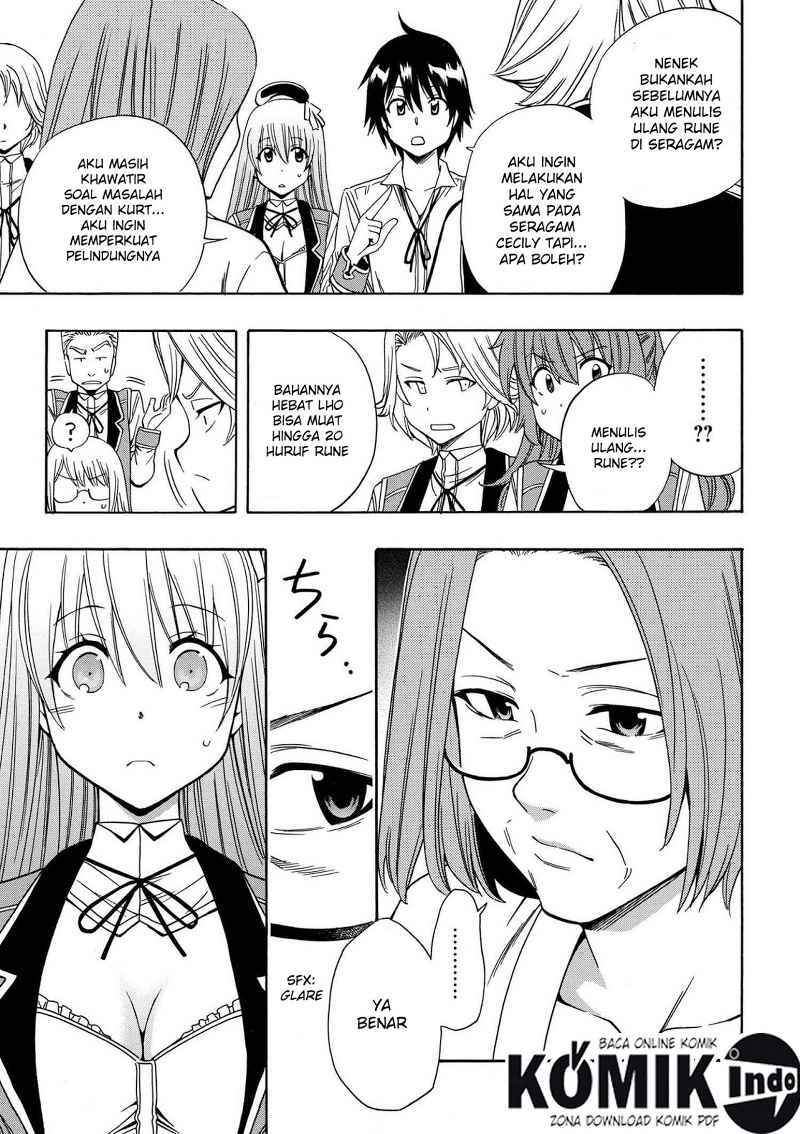 NENEK
BUKANKAH
SEBELUMNYA
AKU MENULIS
ULANG RUNE
DI SERAGAM?
AKU INGIN
MELAKUKAN
HAL YANG
SAMA PADA
SERAGAM
CECILY TAPI...
APA BOLEH?
AKU MASIH
KHAWATIR
SOAL MASALAH
DENGAN KURT...
AKU INGIN
MEMPERKUAT
PELINDUNGNYA
........??
MENULIS
ULANG...
RUNE??
BAHANNYA
HEBAT LHO
BISA MUAT
HINGGA 20
HURUF RUNE
?
ちら..
........
YA
BENAR
SFX:
GLARE
BACA ONLINE KOMIK
KOMIK Indo
ZONA DOWNLOAD KOMIK PDF